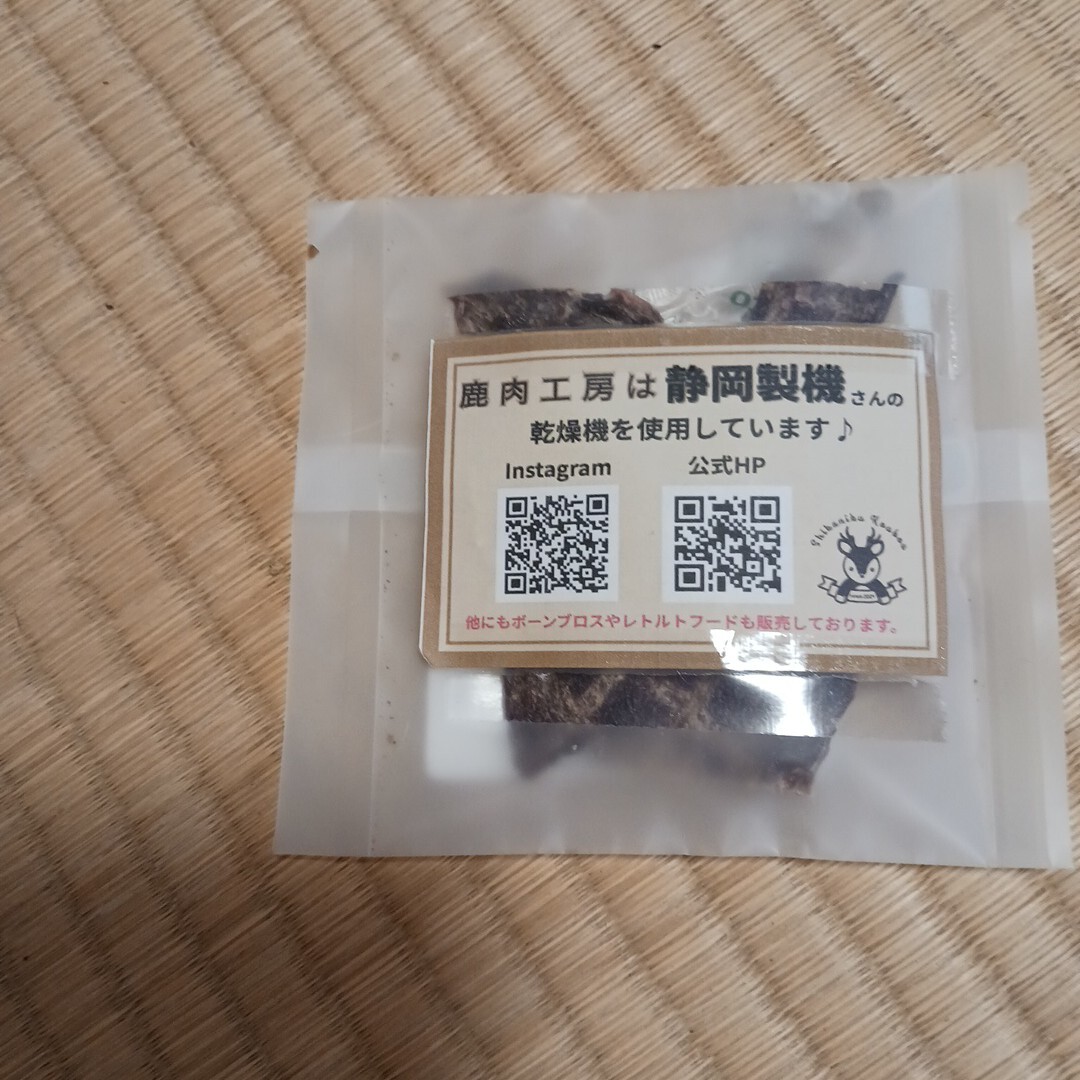 鹿肉工房は静岡製機さんの
乾燥機を使用しています♪
Instagram
公式HP
Shikaniku Koubou
他にもボーンブロスやレトルトフードも販売しております。